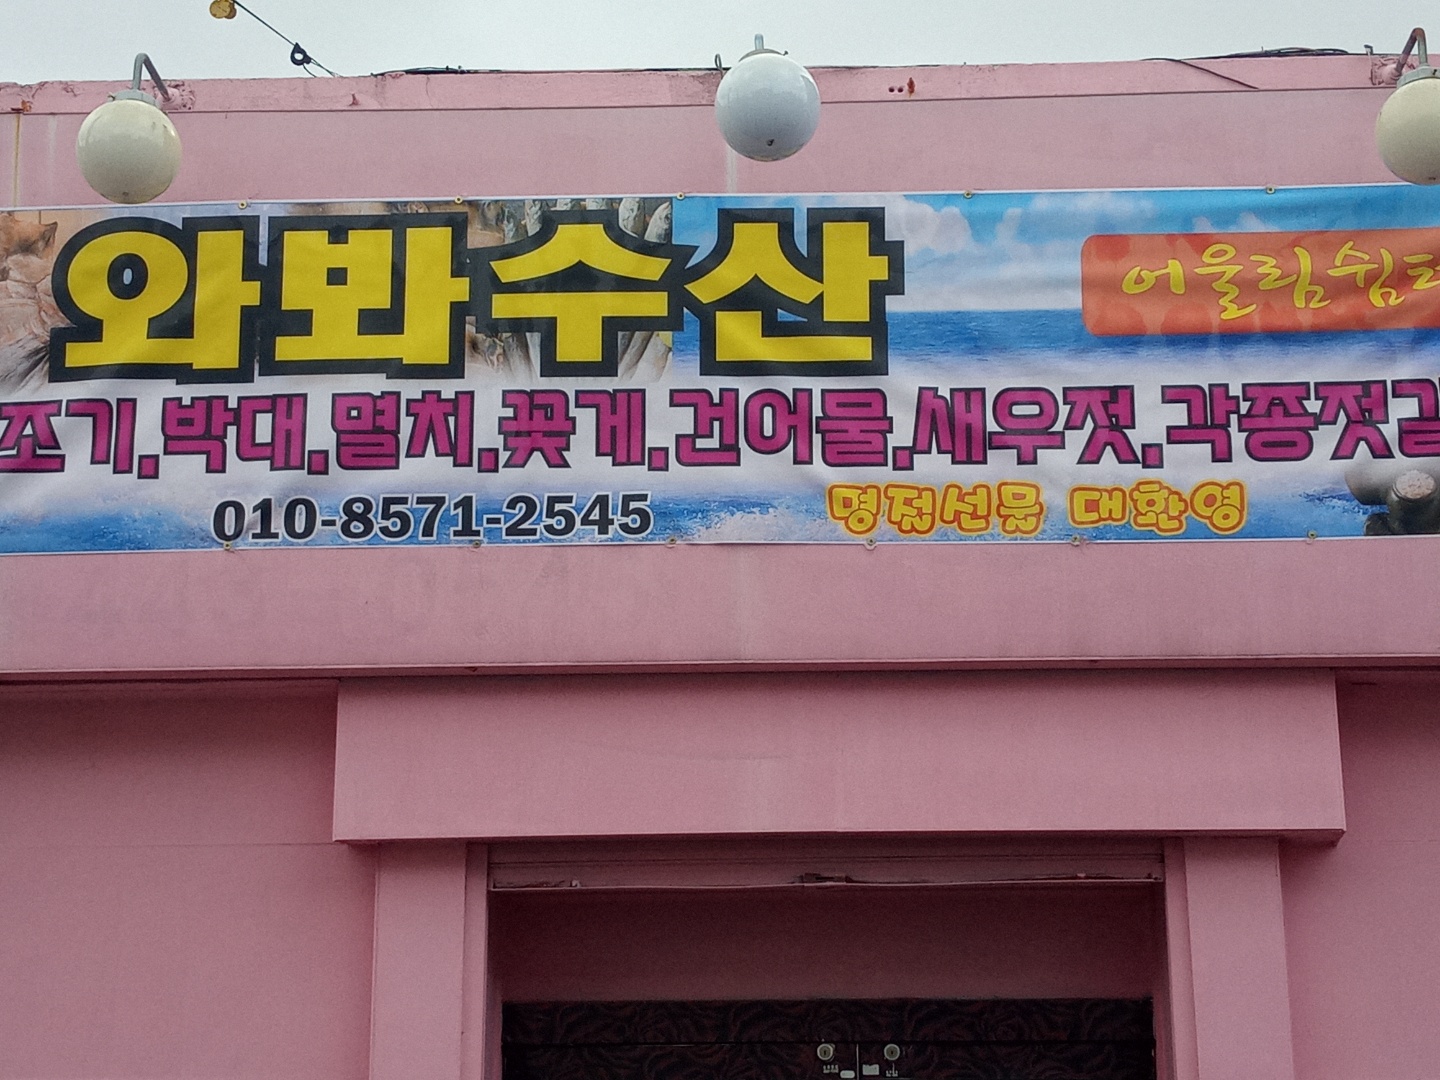 와봐수산
어울림쉼터
조기.박대.멸치.꽃게.건어물.새우젓.각종젓갈
010-8571-2545
명절선물 대환영